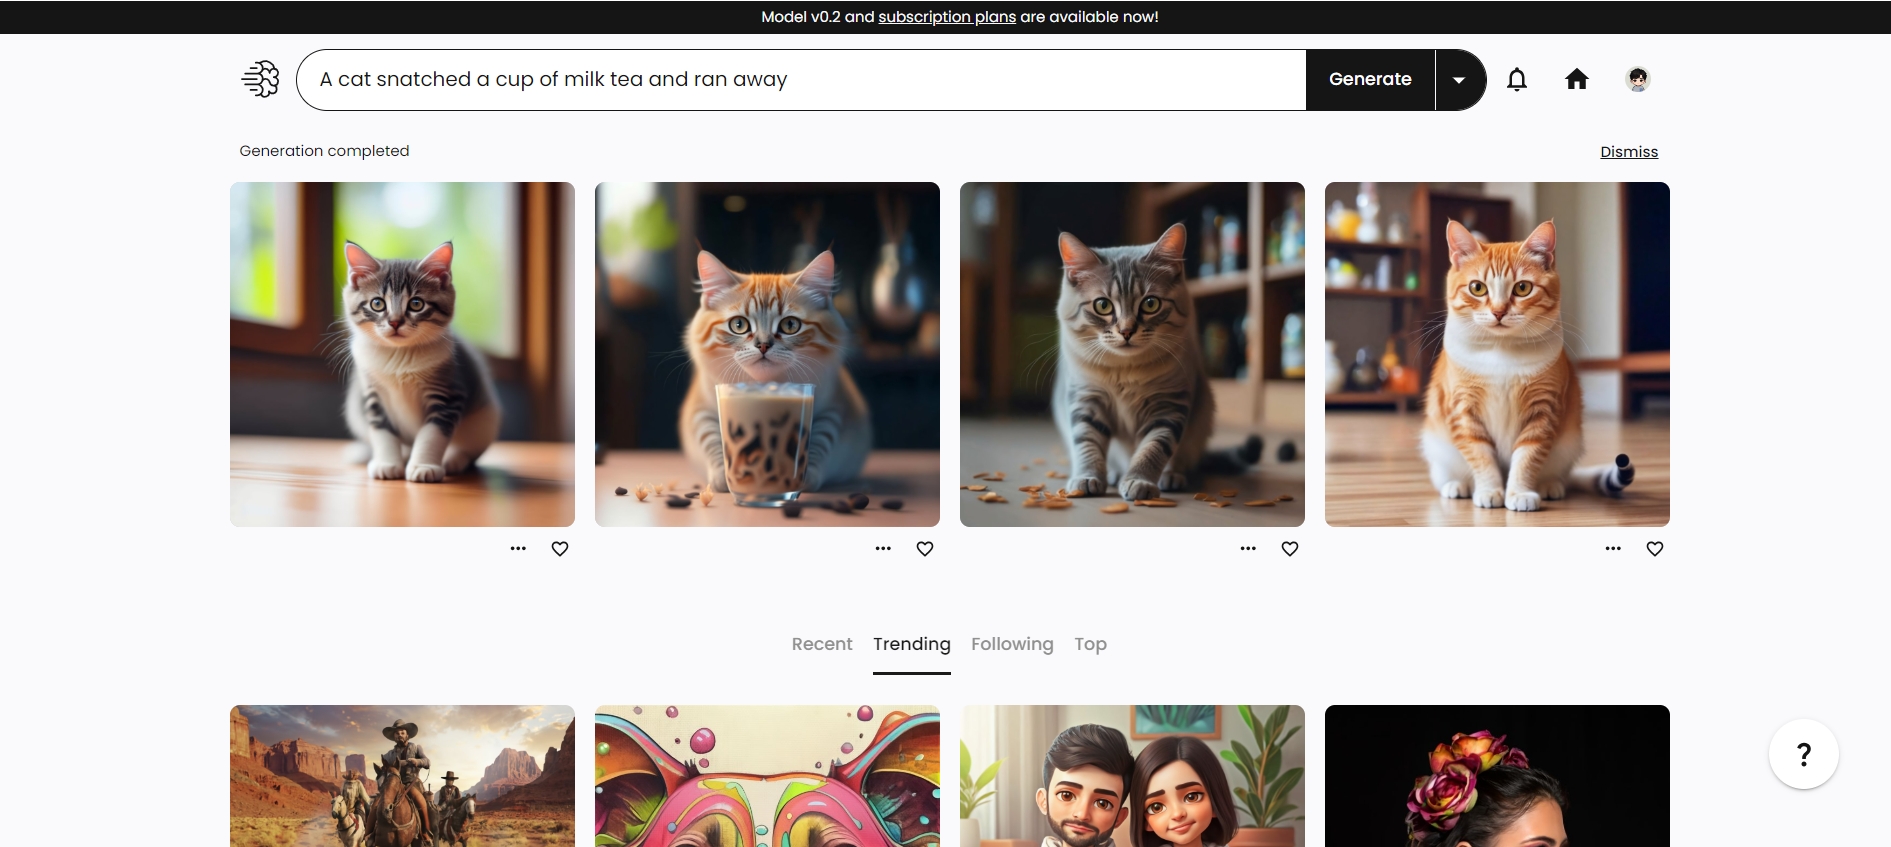 Model v0.2 and subscription plans are available now!
A cat snatched a cup of milk tea and ran away
Generate
Generation completed
Dismiss
Recent Trending Following Top
?